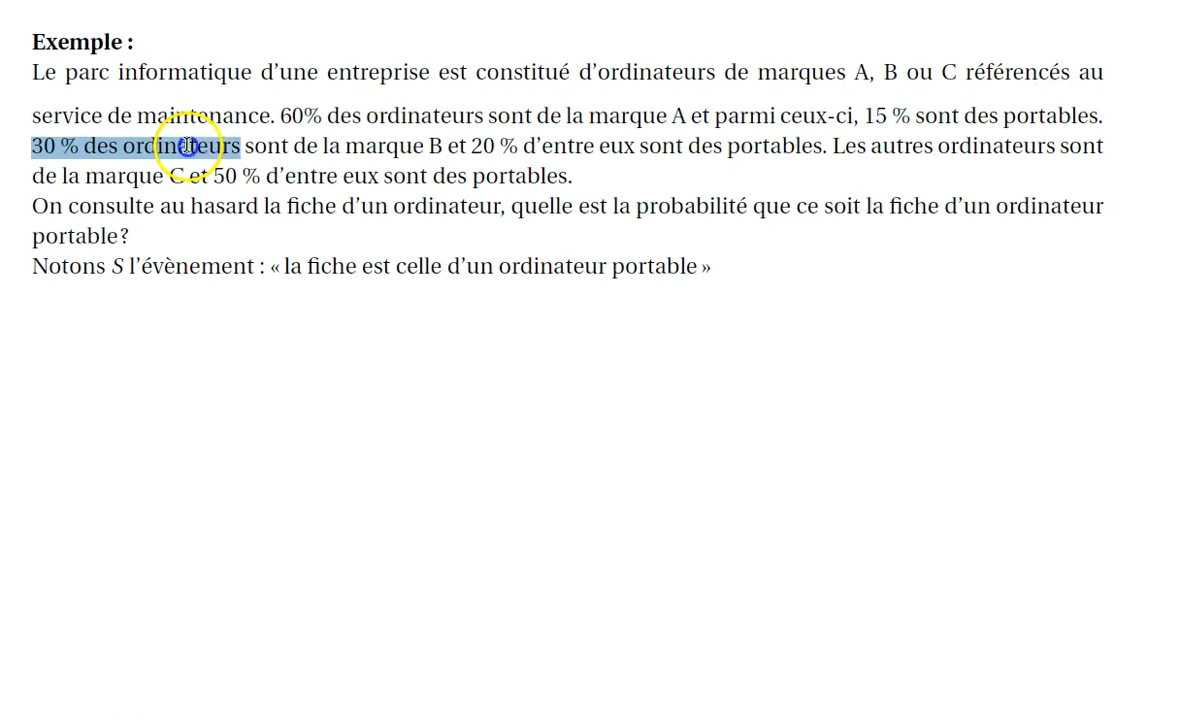 Exemple :
Le parc informatique d’une entreprise est constitué d’ordinateurs de marques A, B ou C référencés au
service de maintenance. 60% des ordinateurs sont de la marque A et parmi ceux-ci, 15 % sont des portables.
30 % des ordinateurs sont de la marque B et 20 % d’entre eux sont des portables. Les autres ordinateurs sont
de la marque C et 50 % d’entre eux sont des portables.
On consulte au hasard la fiche d’un ordinateur, quelle est la probabilité que ce soit la fiche d’un ordinateur
portable ?
Notons S l’évènement : « la fiche est celle d’un ordinateur portable »